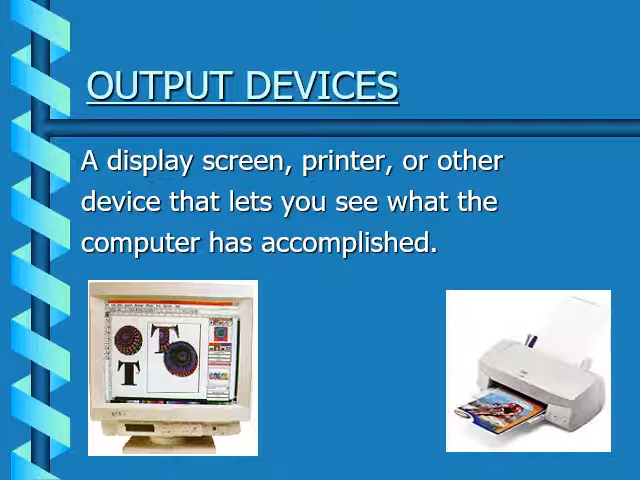 OUTPUT DEVICES
A display screen, printer, or other
device that lets you see what the
computer has accomplished.
T
T